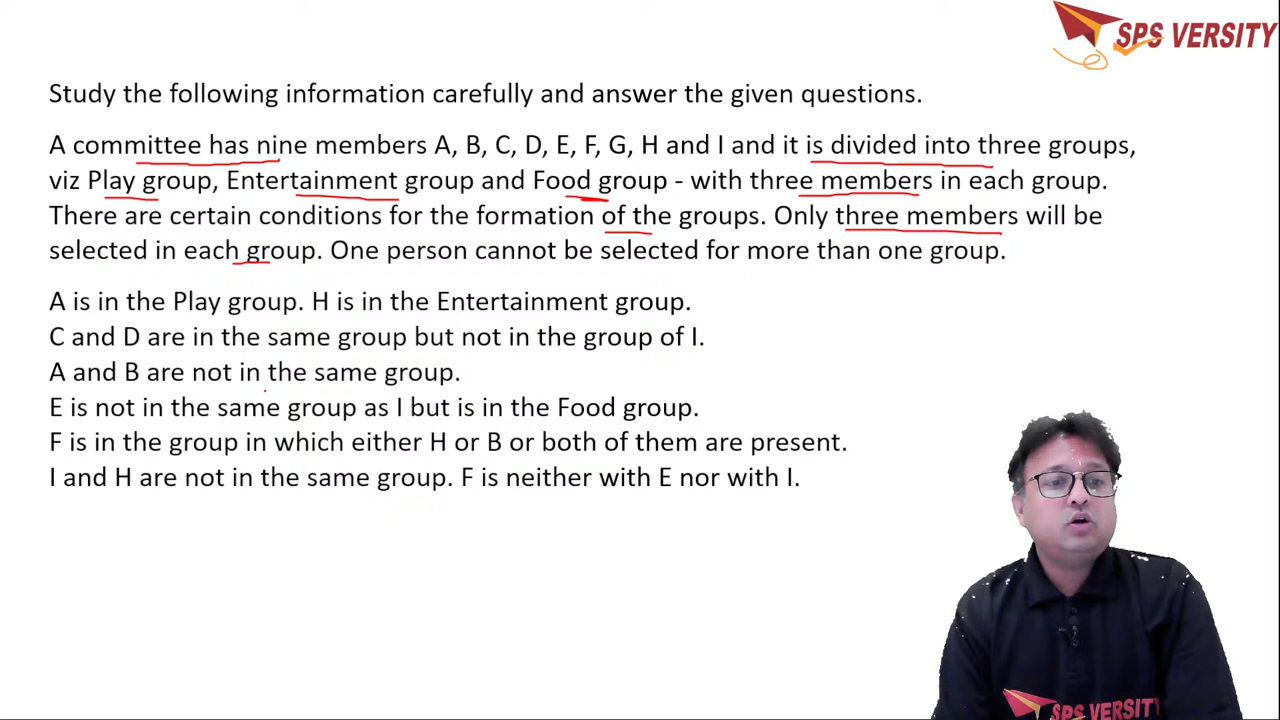 SPS VERSITY
Study the following information carefully and answer the given questions.
A committee has nine members A, B, C, D, E, F, G, H and I and it is divided into three groups,
viz Play group, Entertainment group and Food group - with three members in each group.
There are certain conditions for the formation of the groups. Only three members will be
selected in each group. One person cannot be selected for more than one group.
A is in the Play group. H is in the Entertainment group.
C and D are in the same group but not in the group of I.
A and B are not in the same group.
E is not in the same group as I but is in the Food group.
F is in the group in which either H or B or both of them are present.
I and H are not in the same group. F is neither with E nor with I.
SPS VERSITY